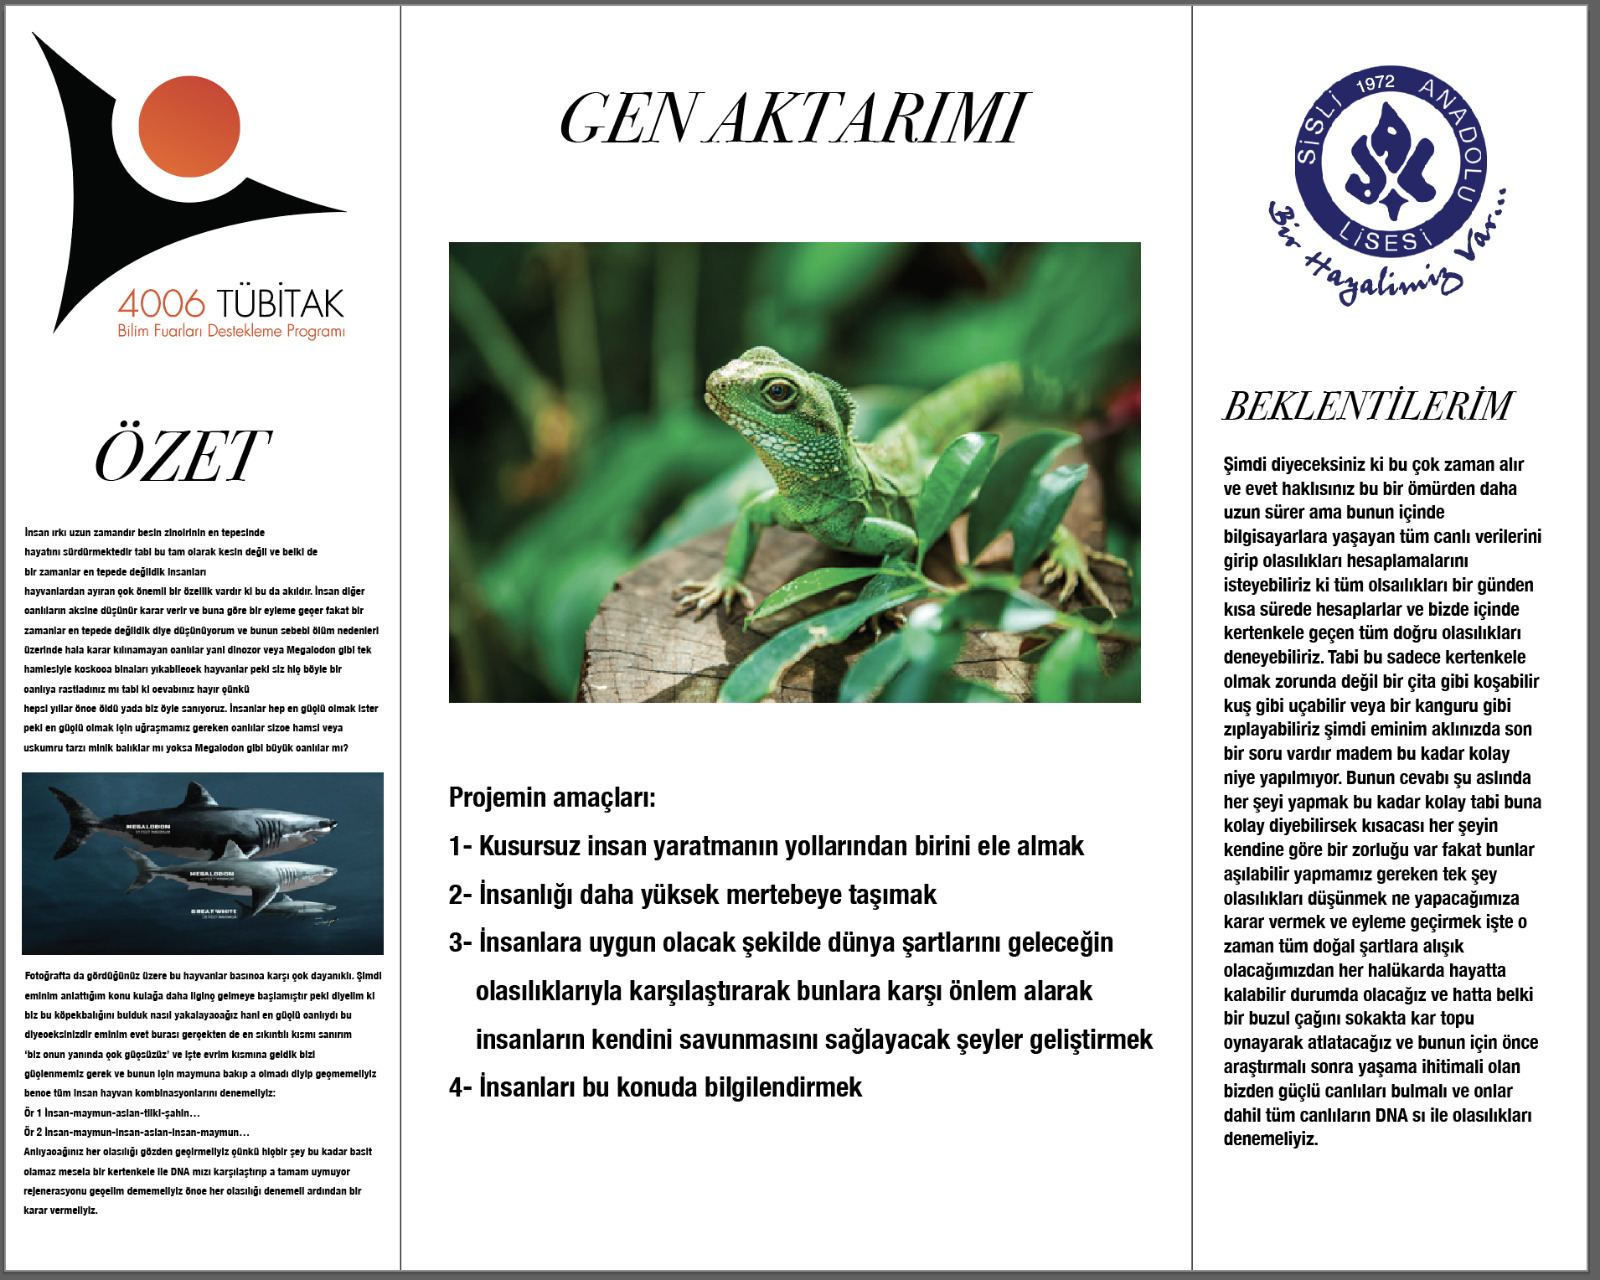 4006 TÜBİTAK
Bilim Fuarları Destekleme Programı
ÖZET
İnsan ırkı uzun zamandır besin zincirinin en tepesinde
hayatını sürdürmektedir tabi bu tam olarak kesin değil ve belki de
bir zamanlar en tepede değildik insanları
hayvanlardan ayıran çok önemli bir özellik vardır ki bu da akıldır. İnsan diğer
canlıların aksine düşünür karar verir ve buna göre bir eyleme geçer fakat bir
zamanlar en tepede değildik diye düşünüyorum ve bunun sebebi ölüm nedenleri
üzerinde hala karar kılınamayan canlılar yani dinozor veya Megalodon gibi tek
hamlesiyle koskoca binaları yıkabilecek hayvanlar peki siz hiç böyle bir
canlıya rastladınız mı tabi ki cevabınız hayır çünkü
hepsi yıllar önce öldü yada biz öyle sanıyoruz. İnsanlar hep en güçlü olmak ister
peki en güçlü olmak için uğraşmamız gereken canlılar sizce hamsi veya
uskumru tarzı minik balıklar mı yoksa Megalodon gibi büyük canlılar mı?
MEGALODON
MEGALODON
GREAT WHITE
Fotoğrafta da gördüğünüz üzere bu hayvanlar basınca karşı çok dayanıklı. Şimdi
eminim anlattığım konu kulağa daha ilginç gelmeye başlamıştır peki diyelim ki
biz bu köpekbalığını bulduk nasıl yakalayacağız hani en güçlü canlıydı bu
diyeceksinizdir eminim evet burası gerçekten de en sıkıntılı kısmı sanırım
‘biz onun yanında çok güçsüzüz’ ve işte evrim kısmına geldik bizi
güçlenmemiz gerek ve bunun için maymuna bakıp a olmadı diyip geçmemeliyiz
bence tüm insan hayvan kombinasyonlarını denemeliyiz:
Ör 1 İnsan-maymun-aslan-tilki-şahin...
Ör 2 İnsan-maymun-insan-aslan-insan-maymun...
Anlıyacağınız her olasılığı gözden geçirmeliyiz çünkü hiçbir şey bu kadar basit
olamaz mesela bir kertenkele ile DNA mızı karşılaştırıp a tamam uymuyor
rejenerasyonu geçelim dememeliyiz önce her olasılığı denemeli ardından bir
karar vermeliyiz.
GEN AKTARIMI
Projemin amaçları:
1- Kusursuz insan yaratmanın yollarından birini ele almak
2- İnsanlığı daha yüksek mertebeye taşımak
3- İnsanlara uygun olacak şekilde dünya şartlarını geleceğin
olasılıklarıyla karşılaştırarak bunlara karşı önlem alarak
insanların kendini savunmasını sağlayacak şeyler geliştirmek
4- İnsanları bu konuda bilgilendirmek
SİSLİ 1972 ANADOLU
LİSESİ
Bir Hayalimiz Var...
BEKLENTİLERİM
Şimdi diyeceksiniz ki bu çok zaman alır
ve evet haklısınız bu bir ömürden daha
uzun sürer ama bunun içinde
bilgisayarlara yaşayan tüm canlı verilerini
girip olasılıkları hesaplamalarını
isteyebiliriz ki tüm olsaılıkları bir günden
kısa sürede hesaplarlar ve bizde içinde
kertenkele geçen tüm doğru olasılıkları
deneyebiliriz. Tabi bu sadece kertenkele
olmak zorunda değil bir çita gibi koşabilir
kuş gibi uçabilir veya bir kanguru gibi
zıplayabiliriz şimdi eminim aklınızda son
bir soru vardır madem bu kadar kolay
niye yapılmıyor. Bunun cevabı şu aslında
her şeyi yapmak bu kadar kolay tabi buna
kolay diyebilirsek kısacası her şeyin
kendine göre bir zorluğu var fakat bunlar
aşılabilir yapmamız gereken tek şey
olasılıkları düşünmek ne yapacağımıza
karar vermek ve eyleme geçirmek işte o
zaman tüm doğal şartlara alışık
olacağımızdan her halükarda hayatta
kalabilir durumda olacağız ve hatta belki
bir buzul çağını sokakta kar topu
oynayarak atlatacağız ve bunun için önce
araştırmalı sonra yaşama ihitimali olan
bizden güçlü canlıları bulmalı ve onlar
dahil tüm canlıların DNA sı ile olasılıkları
denemeliyiz.